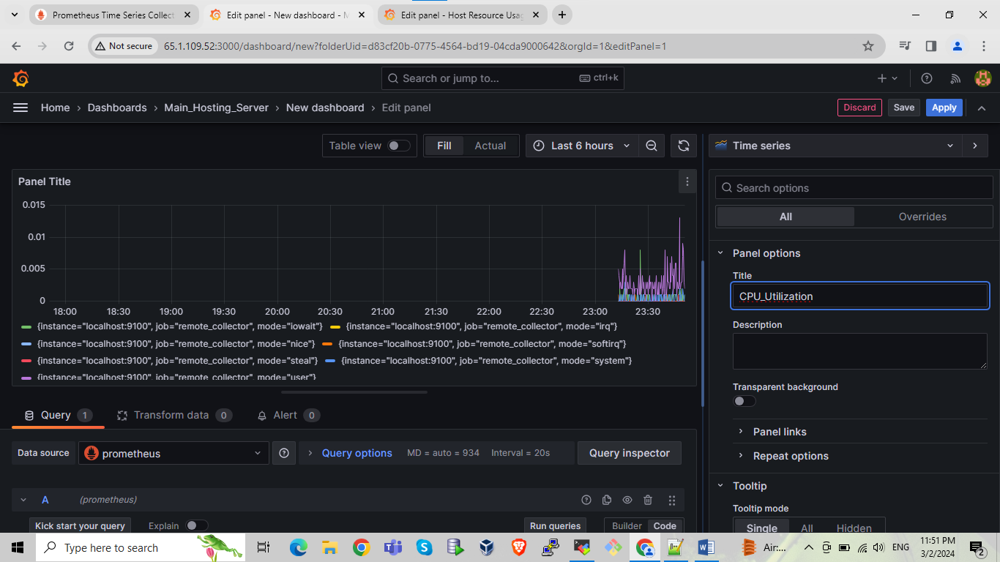 Prometheus Time Series Collect
Edit panel - New dashboard - M
Edit panel - Host Resource Usag
Not secure
65.1.109.52:3000/dashboard/new?folderUid=d83cf20b-0775-4564-bd19-04cda9000642&orgId=1&editPanel=1
Search or jump to...
ctrl+k
Home › Dashboards › Main_Hosting_Server › New dashboard › Edit panel
Discard
Save
Apply
Table view
Fill
Actual
Last 6 hours
Time series
Panel Title
Search options
All
Overrides
0.015
0.01
0.005
0
18:00 18:30 19:00 19:30 20:00 20:30 21:00 21:30 22:00 22:30 23:00 23:30
{instance="localhost:9100", job="remote_collector", mode="iowait"}
{instance="localhost:9100", job="remote_collector", mode="irq"}
{instance="localhost:9100", job="remote_collector", mode="nice"}
{instance="localhost:9100", job="remote_collector", mode="softirq"}
{instance="localhost:9100", job="remote_collector", mode="steal"}
{instance="localhost:9100", job="remote_collector", mode="system"}
{instance="localhost:9100", job="remote_collector", mode="user"}
Panel options
Title
CPU_Utilization
Description
Transparent background
Panel links
Repeat options
Tooltip
Tooltip mode
Single
All
Hidden
Query 1
Transform data 0
Alert 0
Data source
prometheus
Query options
MD = auto = 934
Interval = 20s
Query inspector
A
(prometheus)
Kick start your query
Explain
Run queries
Builder
Code
Type here to search
Air:...
ENG
11:51 PM
3/2/2024
2